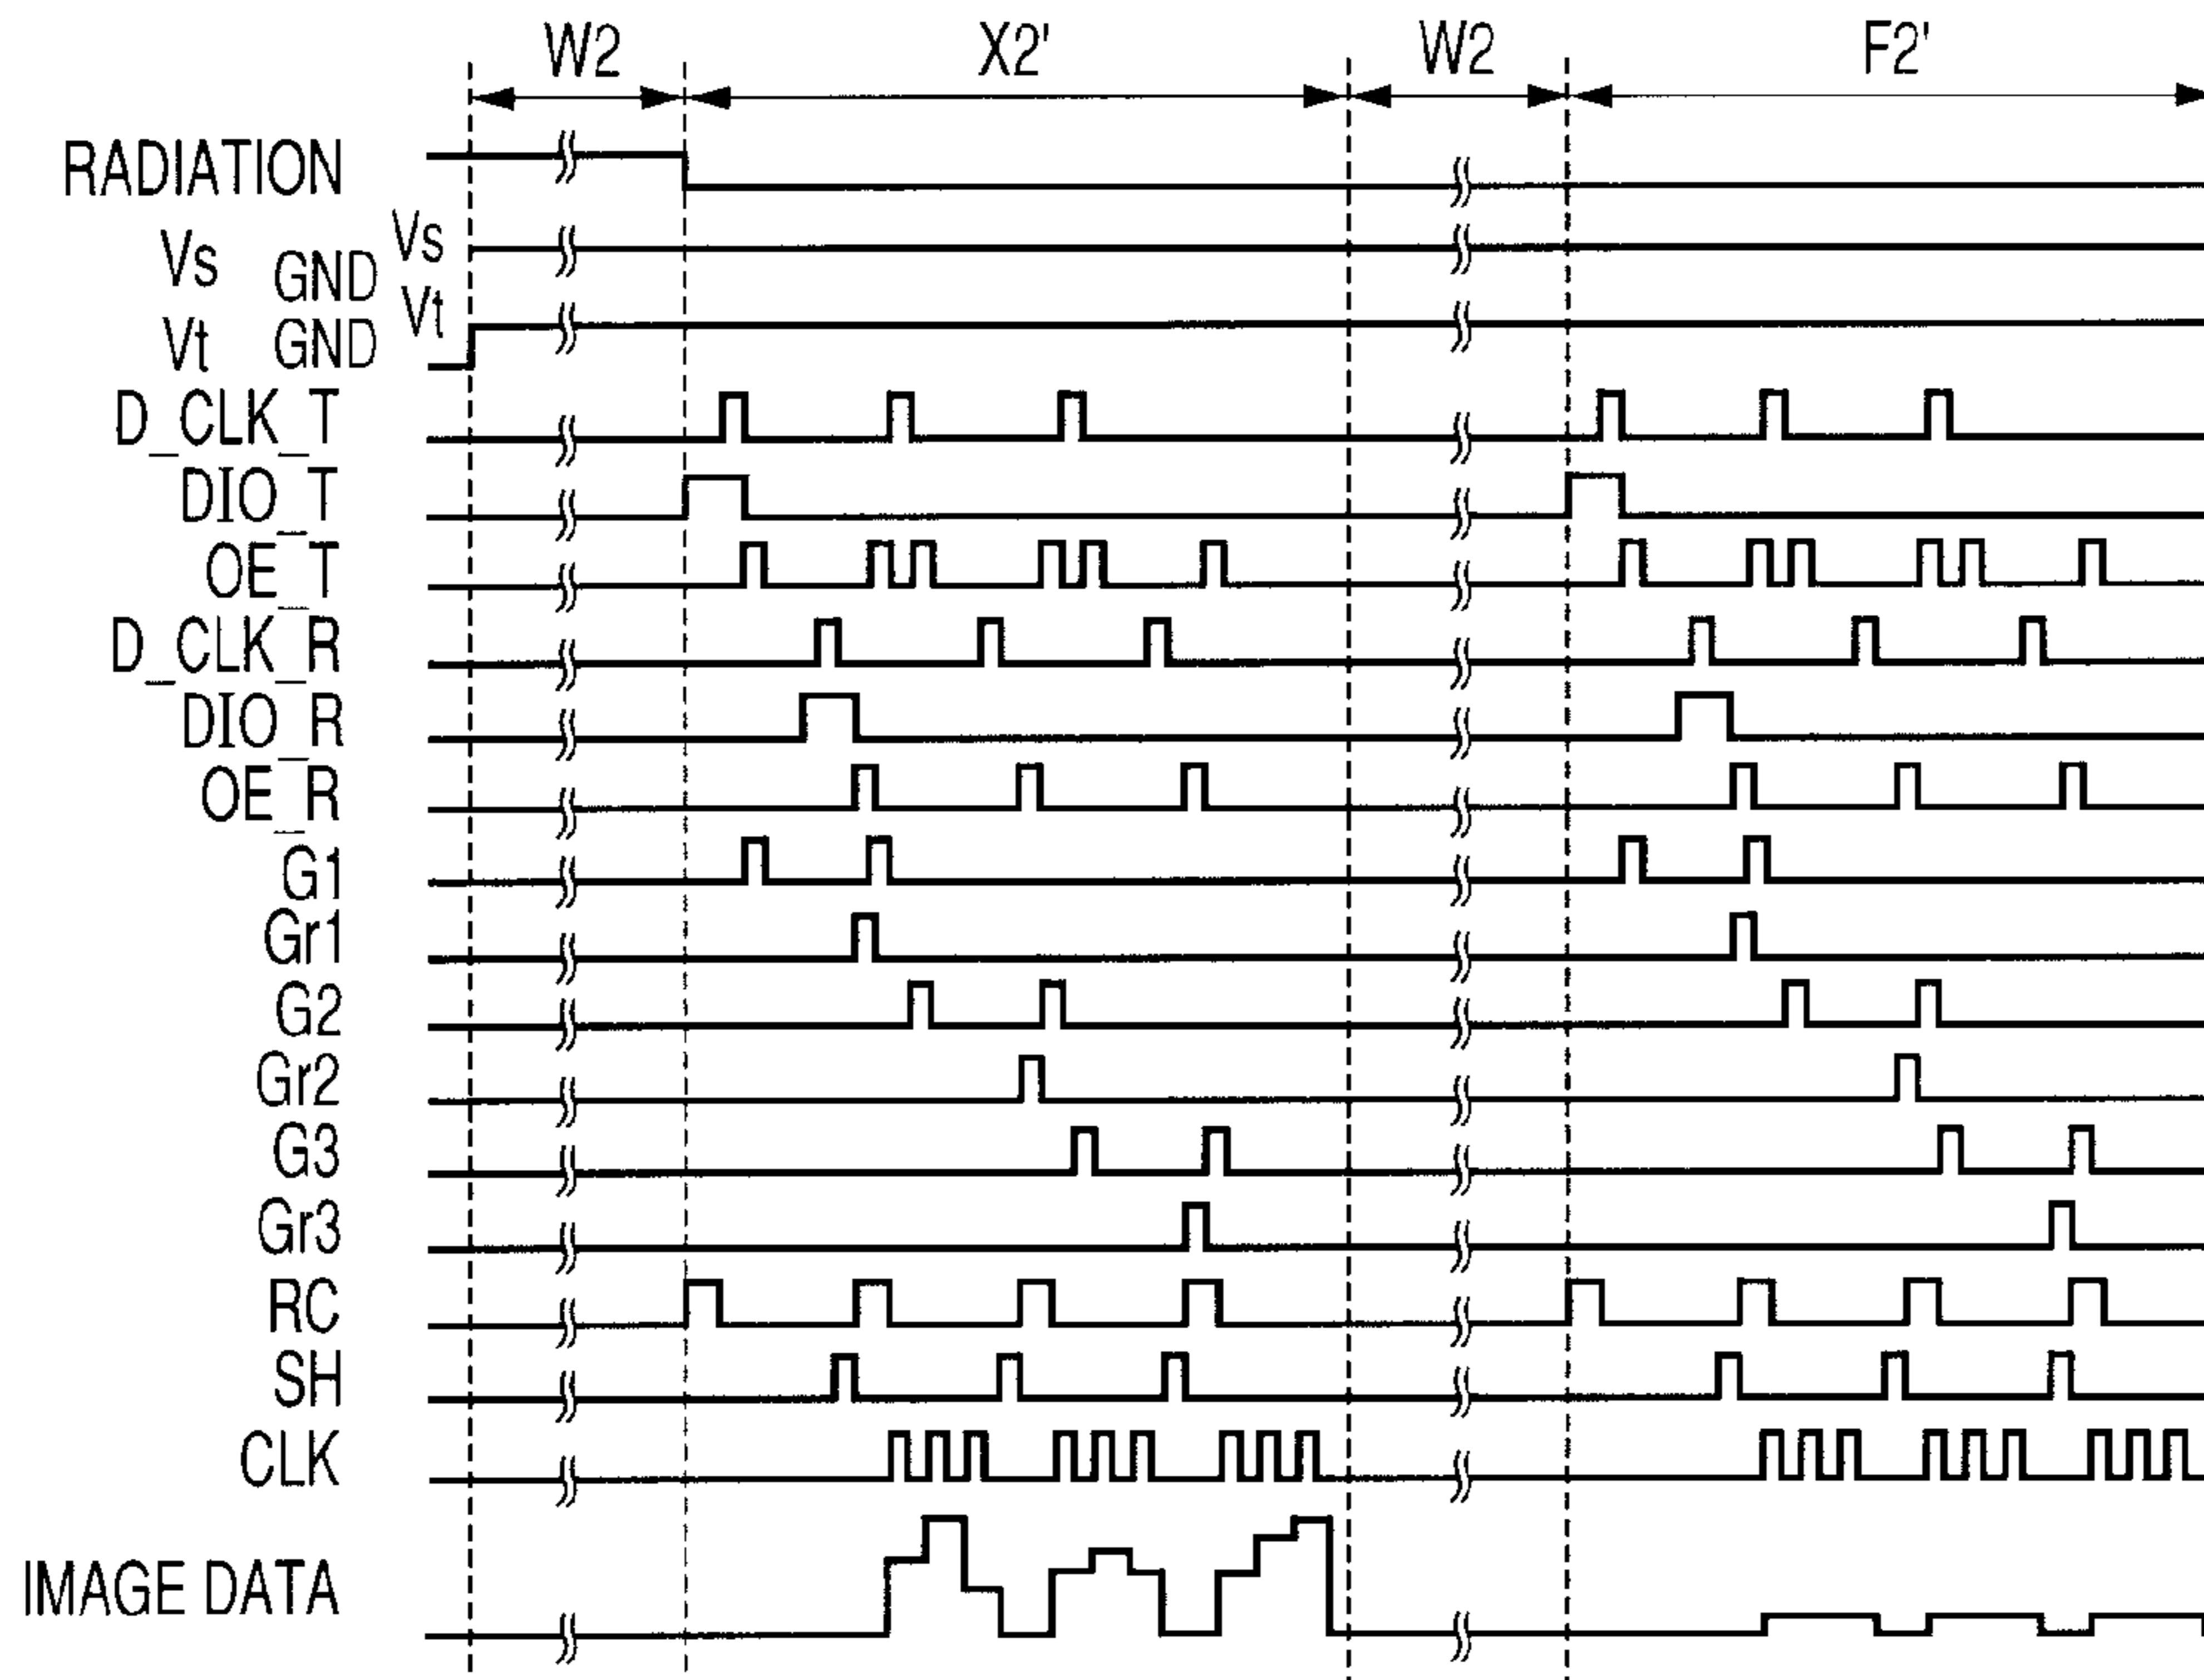 W2 X2' W2 F2'
RADIATION
Vs GND Vs
Vt GND Vt
D_CLK_T
DIO_T
OE_T
D_CLK_R
DIO_R
OE_R
G1
Gr1
G2
Gr2
G3
Gr3
RC
SH
CLK
IMAGE DATA